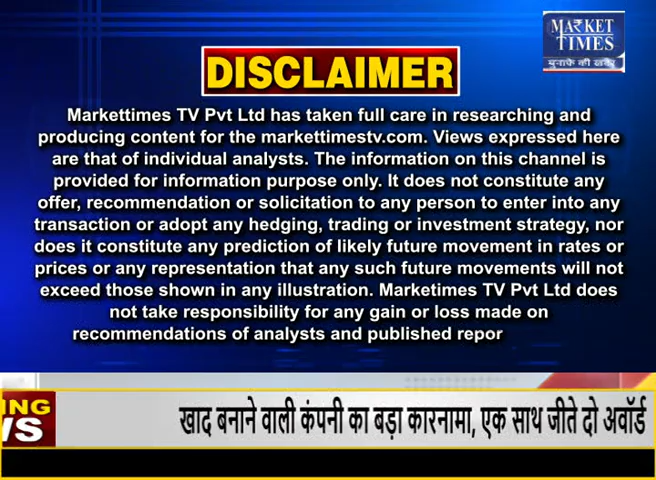 MARKET
TIMES
मुनाफे की खबर
DISCLAIMER
Markettimes TV Pvt Ltd has taken full care in researching and
producing content for the markettimestv.com. Views expressed here
are that of individual analysts. The information on this channel is
provided for information purpose only. It does not constitute any
offer, recommendation or solicitation to any person to enter into any
transaction or adopt any hedging, trading or investment strategy, nor
does it constitute any prediction of likely future movement in rates or
prices or any representation that any such future movements will not
exceed those shown in any illustration. Marketimes TV Pvt Ltd does
not take responsibility for any gain or loss made on
recommendations of analysts and published repor
ING
WS
खाद बनाने वाली कंपनी का बड़ा कारनामा, एक साथ जीते दो अवॉर्ड